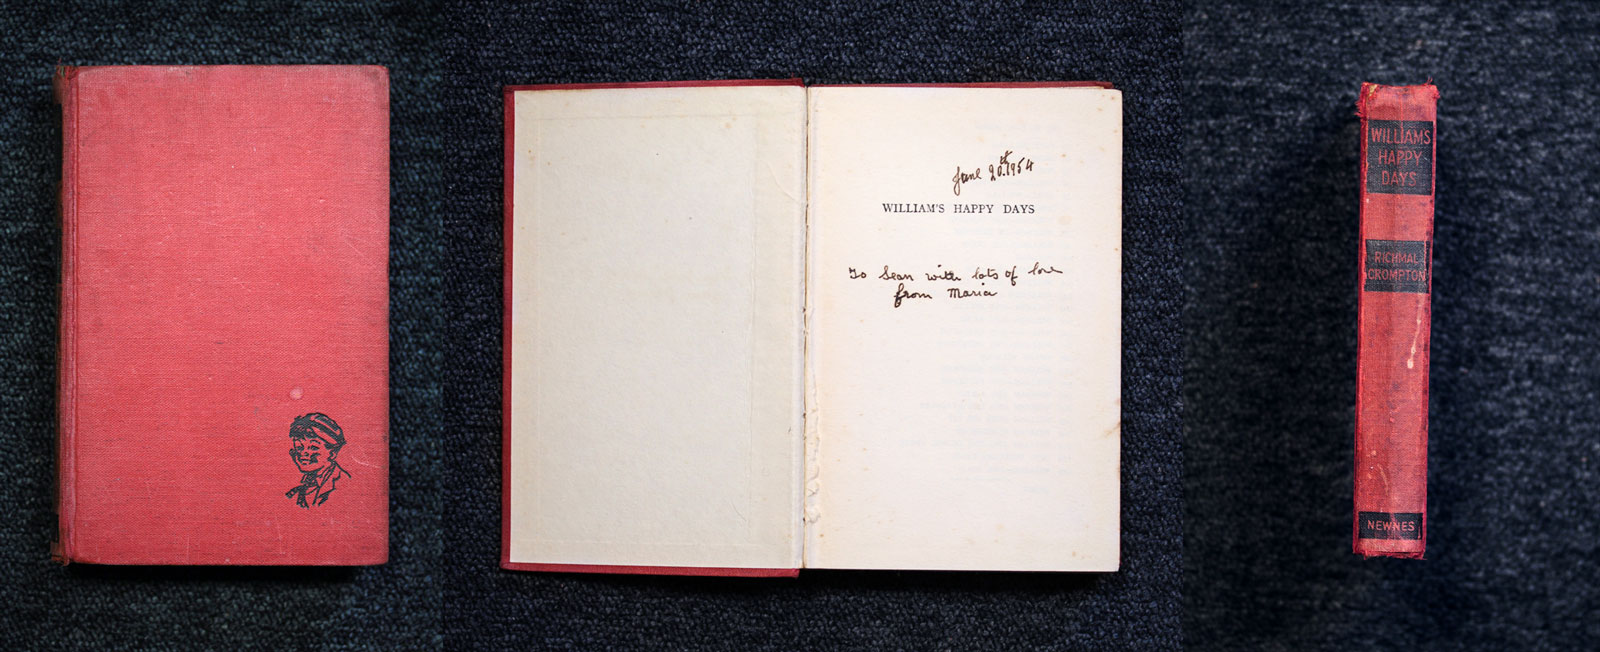 June 20th 1954
WILLIAM'S HAPPY DAYS
To Sean with lots of love
from Maria
WILLIAMS
HAPPY
DAYS
RICHMAL
CROMPTON
NEWNES